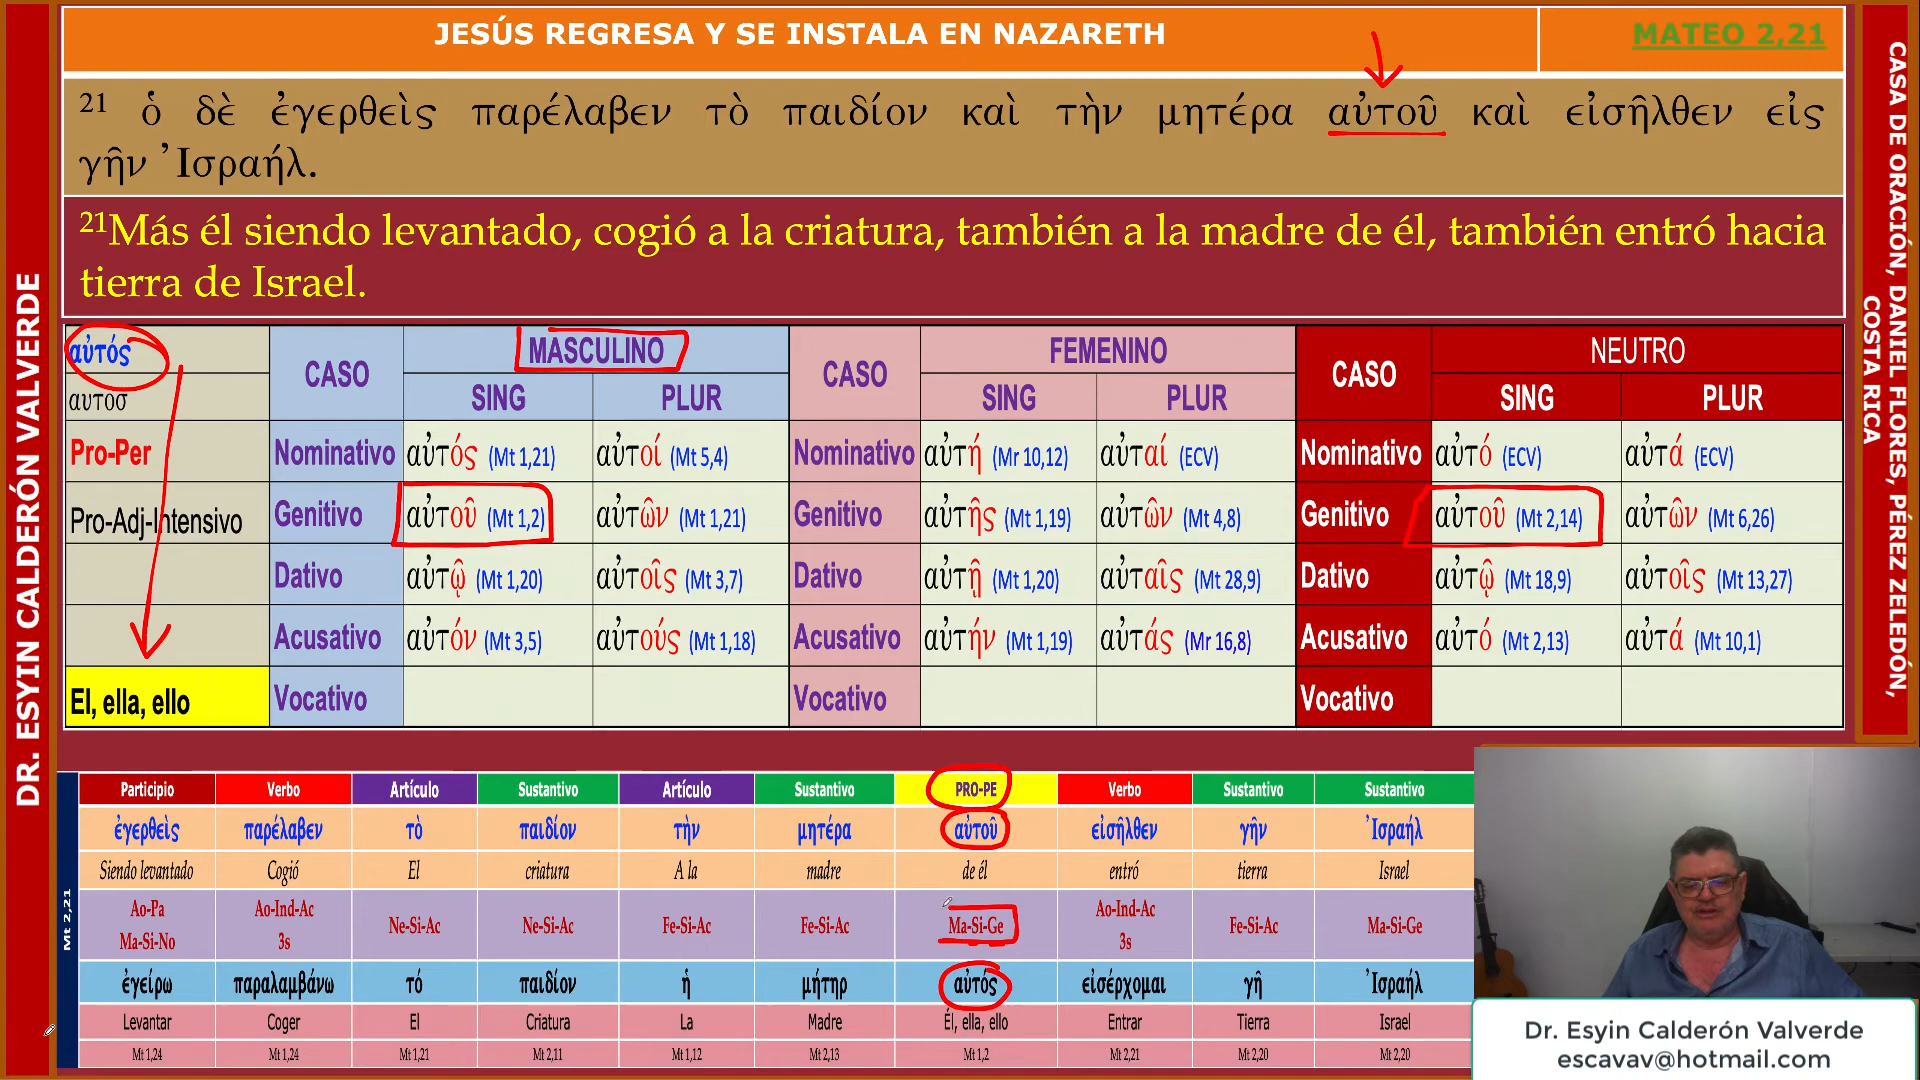 JESÚS REGRESA Y SE INSTALA EN NAZARETH
MATEO 2,21
21 ὁ δὲ ἐγερθεὶς παρέλαβεν τὸ παιδίον καὶ τὴν μητέρα αὐτοῦ καὶ εἰσῆλθεν εἰς
γῆν Ἰσραήλ.
21Más él siendo levantado, cogió a la criatura, también a la madre de él, también entró hacia
tierra de Israel.
DR. ESYIN CALDERÓN VALVERDE
CASA DE ORACIÓN, DANIEL FLORES, PÉREZ ZELEDÓN,
COSTA RICA
αὐτός CASO MASCULINO CASO FEMENINO CASO NEUTRO
αυτοσ SING PLUR SING PLUR SING PLUR
Pro-Per Nominativo αὐτός (Mt 1,21) αὐτοί (Mt 5,4) Nominativo αὐτή (Mr 10,12) αὐταί (ECV) Nominativo αὐτό (ECV) αὐτά (ECV)
Pro-Adj-Intensivo Genitivo αὐτοῦ (Mt 1,2) αὐτῶν (Mt 1,21) Genitivo αὐτῆς (Mt 1,19) αὐτῶν (Mt 4,8) Genitivo αὐτοῦ (Mt 2,14) αὐτῶν (Mt 6,26)
Dativo αὐτῷ (Mt 1,20) αὐτοῖς (Mt 3,7) Dativo αὐτῇ (Mt 1,20) αὐταῖς (Mt 28,9) Dativo αὐτῷ (Mt 18,9) αὐτοῖς (Mt 13,27)
Acusativo αὐτόν (Mt 3,5) αὐτούς (Mt 1,18) Acusativo αὐτήν (Mt 1,19) αὐτάς (Mr 16,8) Acusativo αὐτό (Mt 2,13) αὐτά (Mt 10,1)
El, ella, ello Vocativo Vocativo Vocativo
Mt 2,21
Participio Verbo Artículo Sustantivo Artículo Sustantivo PRO-PE Verbo Sustantivo Sustantivo
ἐγερθεὶς παρέλαβεν τὸ παιδίον τὴν μητέρα αὐτοῦ εἰσῆλθεν γῆν Ἰσραήλ
Siendo levantado Cogió El criatura A la madre de él entró tierra Israel
Ao-Pa Ao-Ind-Ac Ne-Si-Ac Ne-Si-Ac Fe-Si-Ac Fe-Si-Ac Ma-Si-Ge Ao-Ind-Ac Fe-Si-Ac Ma-Si-Ge
Ma-Si-No 3s 3s
ἐγείρω παραλαμβάνω τό παιδίον ἡ μήτηρ αὐτός εἰσέρχομαι γῆ Ἰσραήλ
Levantar Coger El Criatura La Madre Él, ella, ello Entrar Tierra Israel
Mt 1,24 Mt 1,24 Mt 1,21 Mt 2,11 Mt 1,12 Mt 2,13 Mt 1,2 Mt 2,21 Mt 2,20 Mt 2,20
Dr. Esyin Calderón Valverde
escavav@hotmail.com